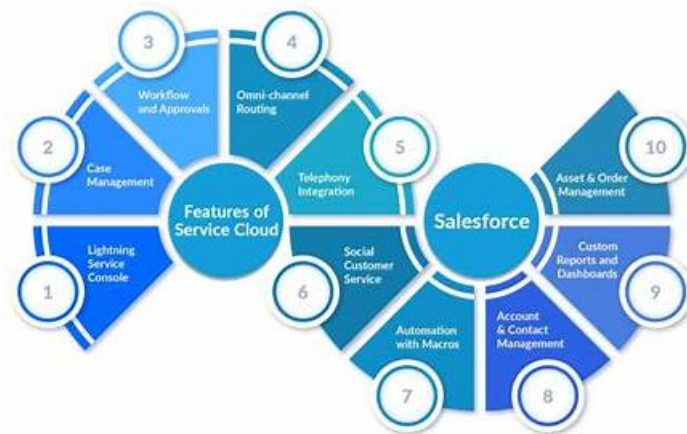 1
Lightning
Service
Console
2
Case
Management
3
Workflow
and Approvals
4
Omni-channel
Routing
5
Telephony
Integration
Features of
Service Cloud
6
Social
Customer
Service
7
Automation
with Macros
8
Account
& Contact
Management
9
Custom
Reports and
Dashboards
10
Asset & Order
Management
Salesforce